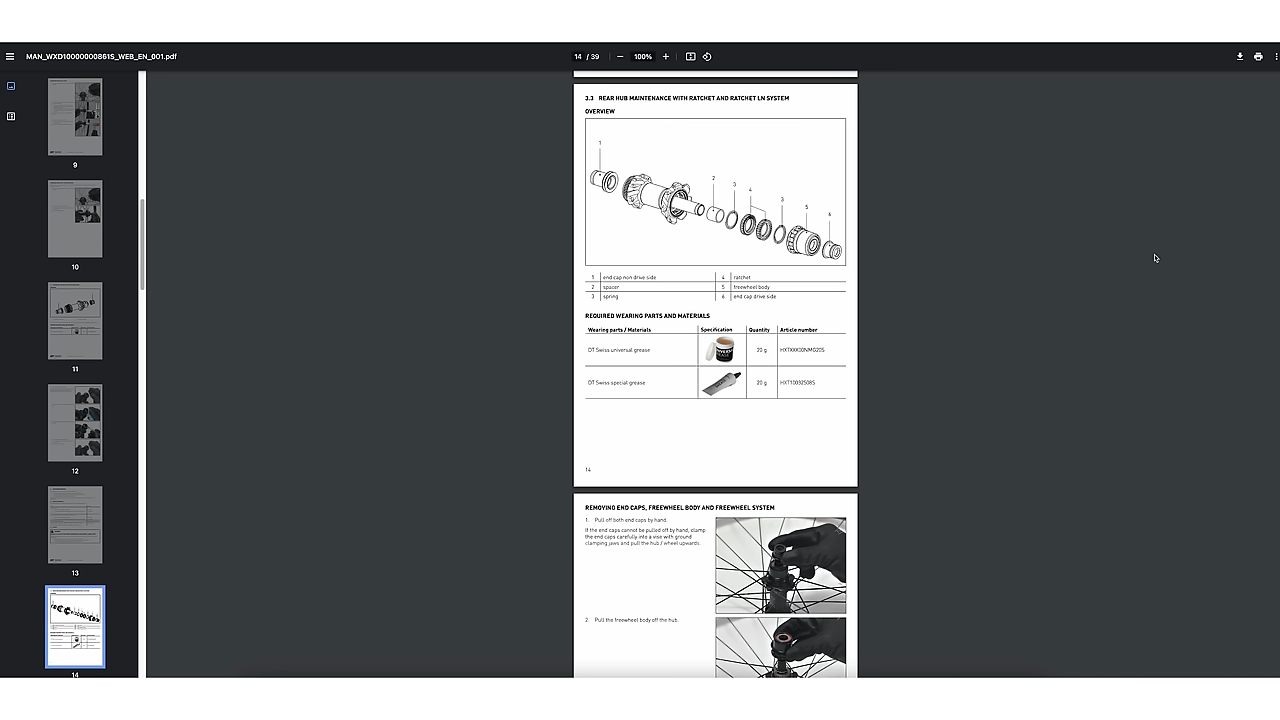 MAN_WXD10000000861S_WEB_EN_001.pdf
14 / 39
100%
9
10
11
12
13
14
3.3 REAR HUB MAINTENANCE WITH RATCHET AND RATCHET LN SYSTEM
OVERVIEW
1
2
3
4
3
5
6
1 end cap non drive side 4 ratchet
2 spacer 5 freewheel body
3 spring 6 end cap drive side
REQUIRED WEARING PARTS AND MATERIALS
Wearing parts / Materials Specification Quantity Article number
DT Swiss universal grease 20 g HXTXXX00NMG20S
DT Swiss special grease 20 g HXT10032508S
14
REMOVING END CAPS, FREEWHEEL BODY AND FREEWHEEL SYSTEM
1. Pull off both end caps by hand.
If the end caps cannot be pulled off by hand, clamp
the end caps carefully into a vise with ground
clamping jaws and pull the hub / wheel upwards.
2. Pull the freewheel body off the hub.